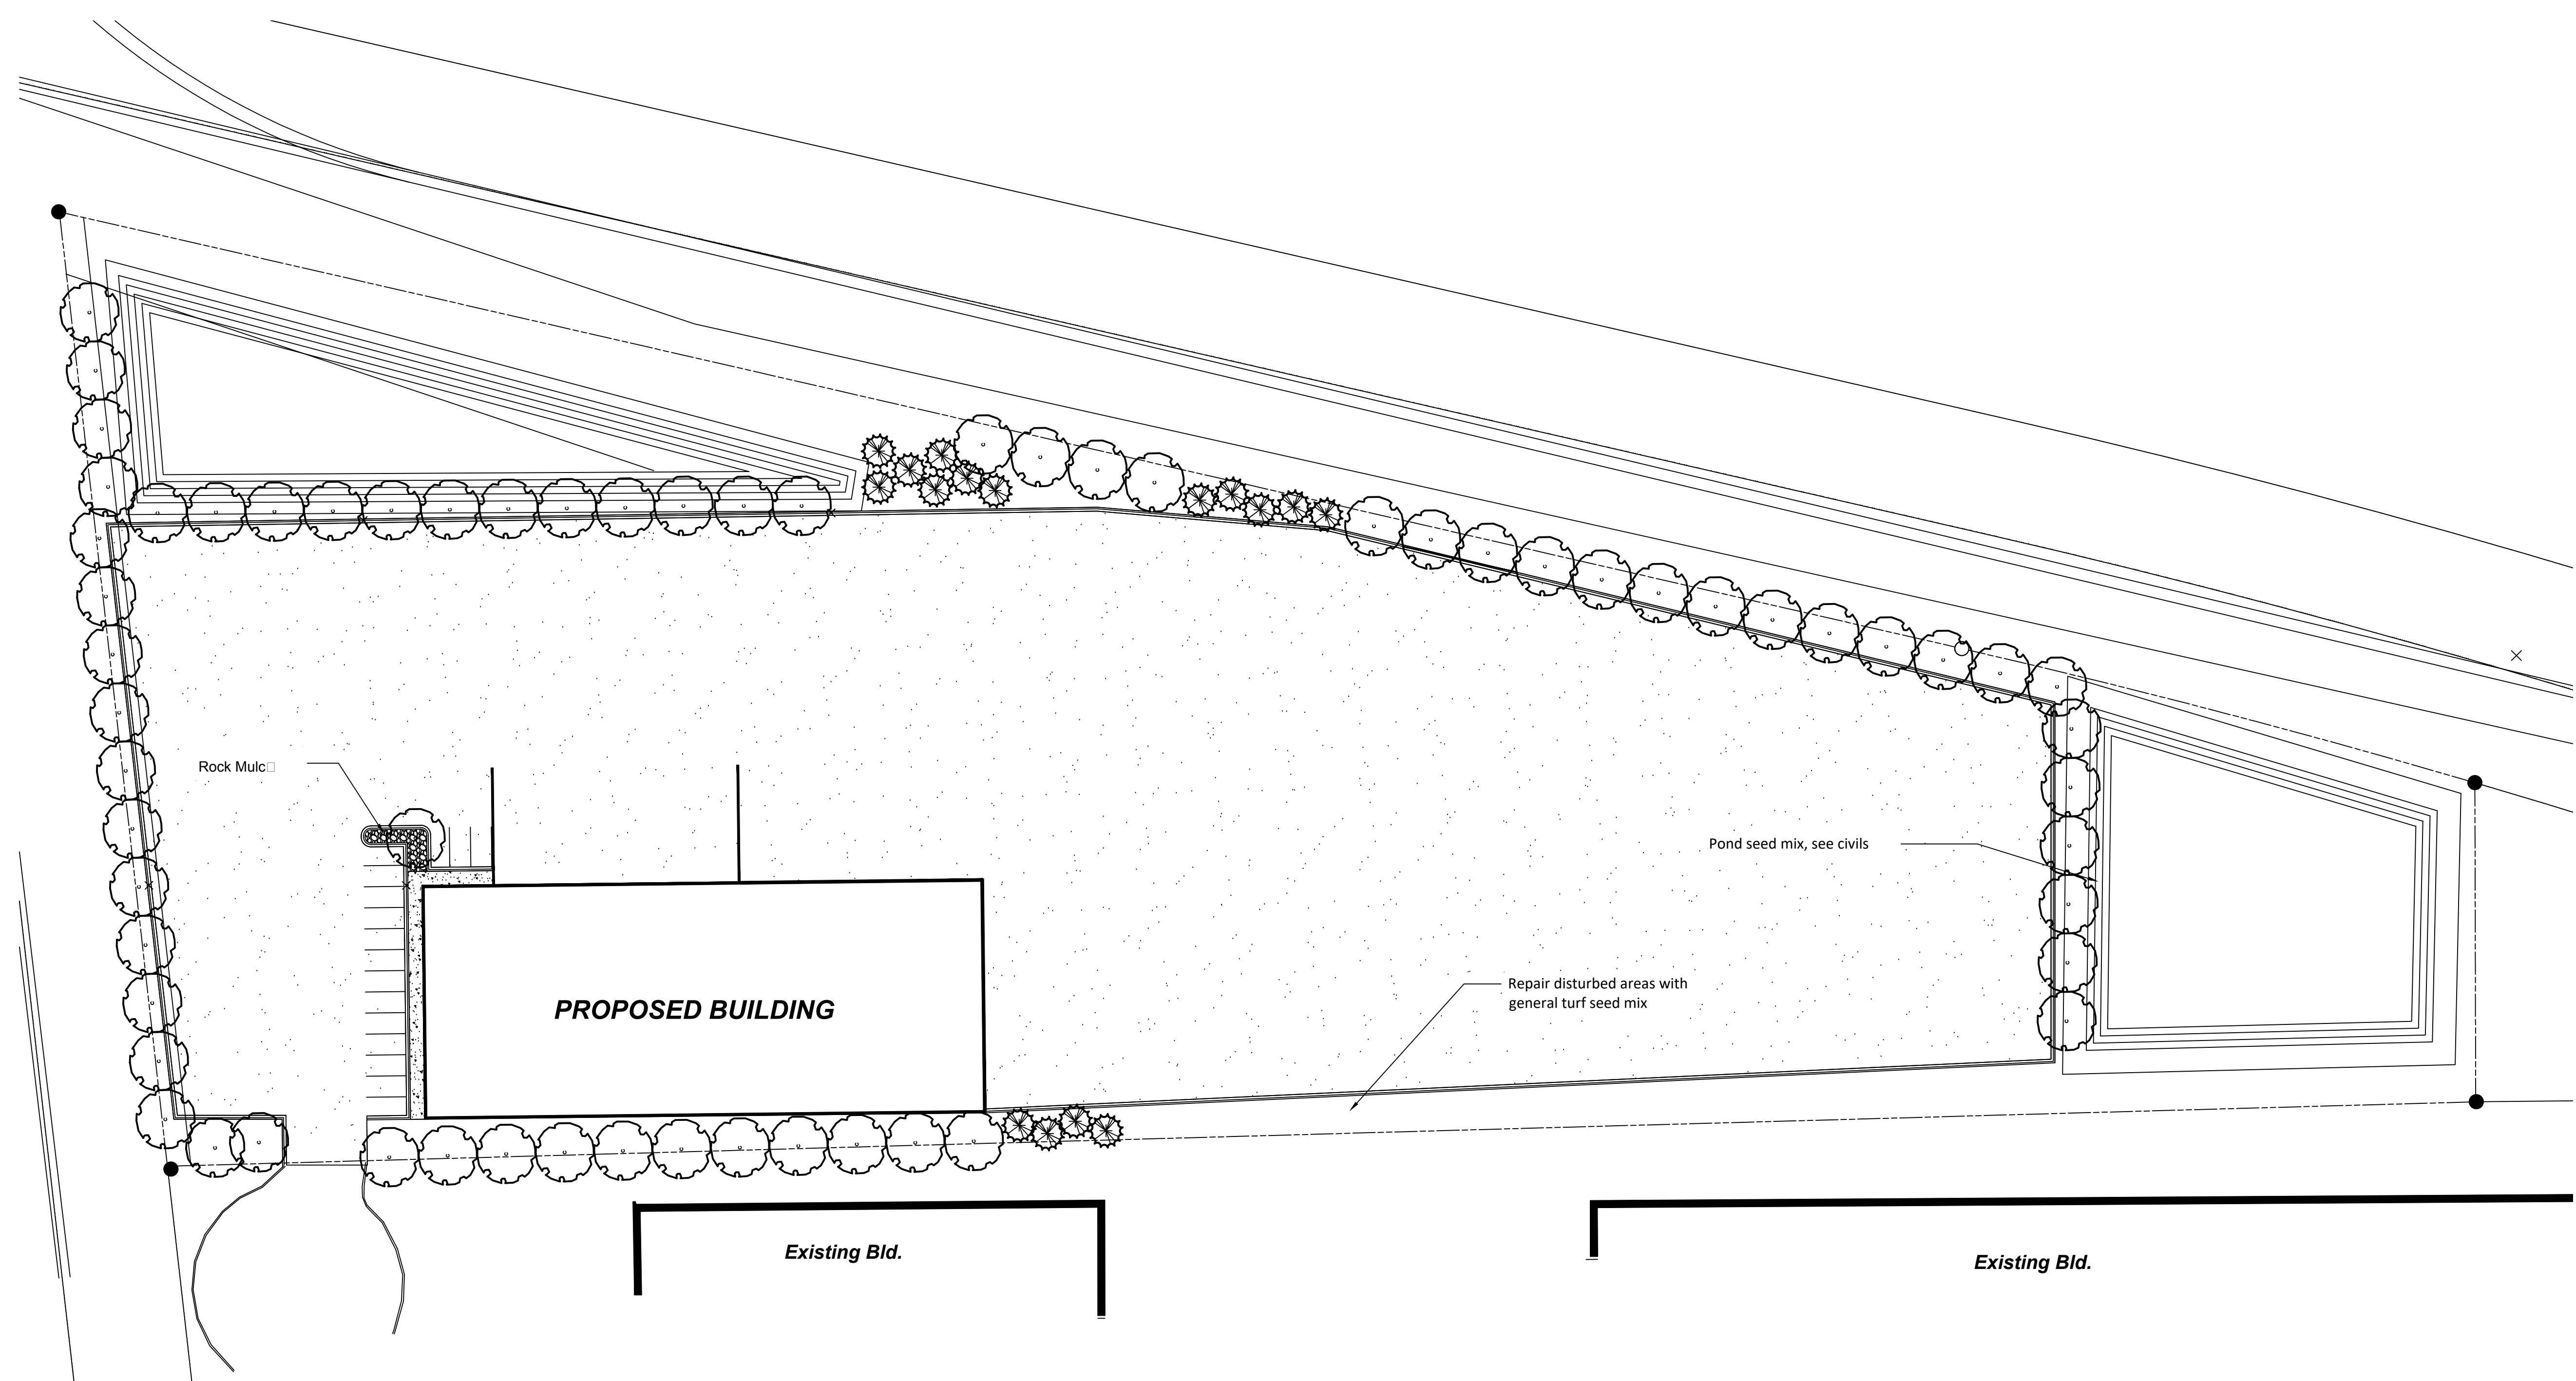 Rock Mulc□
Pond seed mix, see civils
Repair disturbed areas with
general turf seed mix
PROPOSED BUILDING
Existing Bld.
Existing Bld.